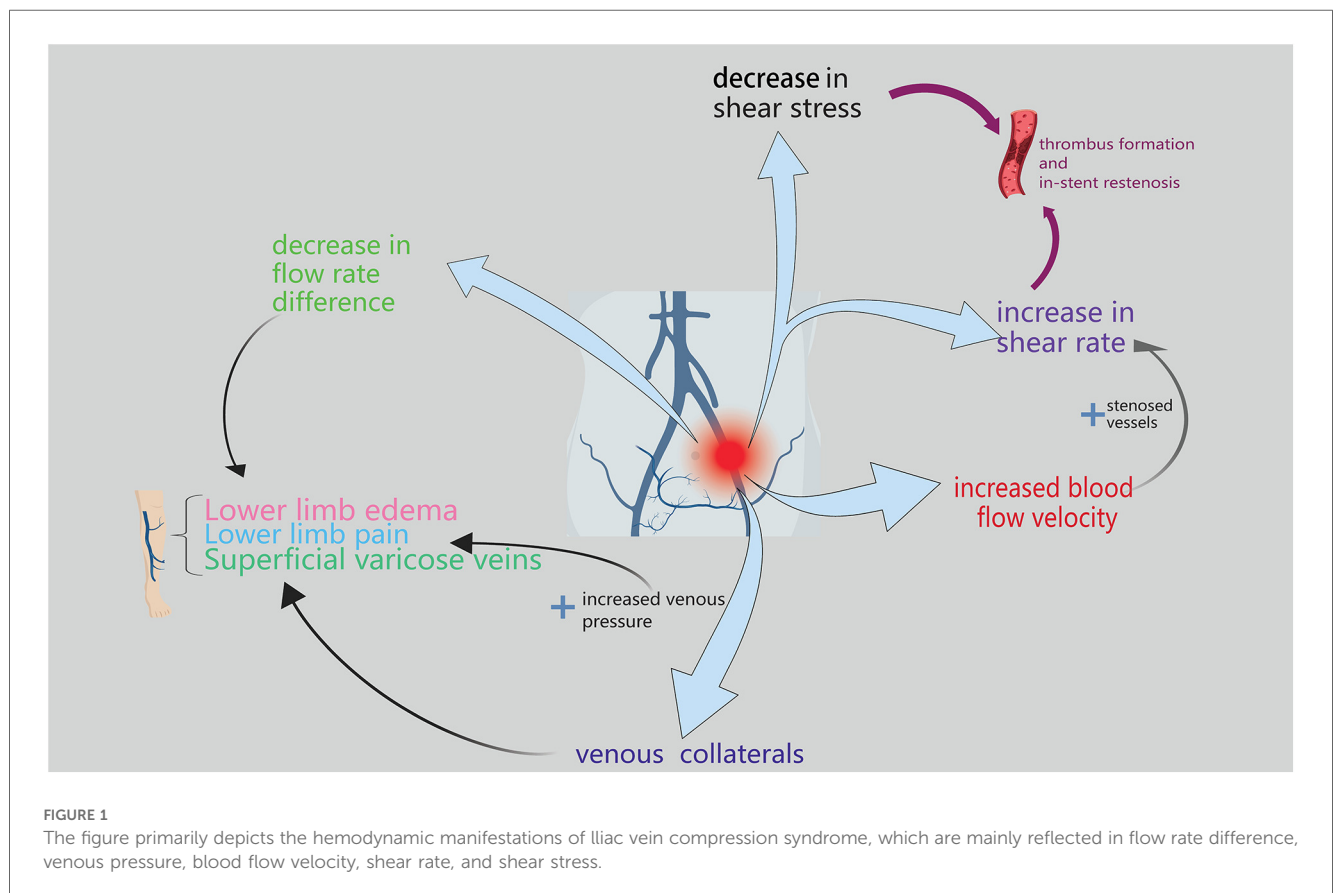 decrease in
shear stress
thrombus formation
and
in-stent restenosis
decrease in
flow rate
difference
increase in
shear rate
+ stenosed
vessels
increased blood
flow velocity
Lower limb edema
Lower limb pain
Superficial varicose veins
+ increased venous
pressure
venous collaterals
FIGURE 1
The figure primarily depicts the hemodynamic manifestations of lliac vein compression syndrome, which are mainly reflected in flow rate difference,
venous pressure, blood flow velocity, shear rate, and shear stress.